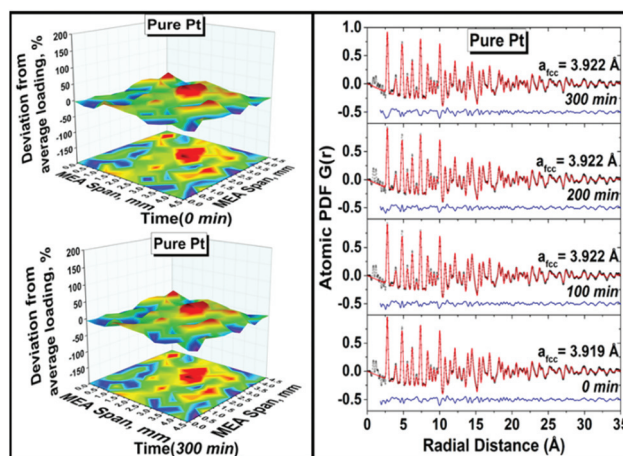 Pure Pt
Deviation from
average loading, %
200
150
100
50
0
-50
-100
-150
MEA Span, mm
MEA Span, mm
Time(0 min)
Pure Pt
Deviation from
average loading, %
200
150
100
50
0
-50
-100
-150
MEA Span, mm
MEA Span, mm
Time(300 min)
Pure Pt
Atomic PDF G(r)
1.0
0.5
0.0
-0.5
a fcc = 3.922 Å
300 min
0.5
0.0
-0.5
a fcc = 3.922 Å
200 min
0.5
0.0
-0.5
a fcc = 3.922 Å
100 min
0.5
0.0
-0.5
a fcc = 3.919 Å
0 min
0 5 10 15 20 25 30 35
Radial Distance (Å)